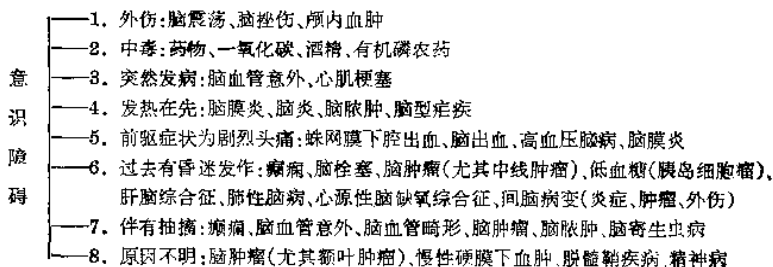 意识障碍
1. 外伤:脑震荡、脑挫伤、颅内血肿
2. 中毒:药物、一氧化碳、酒精、有机磷农药
3. 突然发病:脑血管意外、心肌梗塞
4. 发热在先:脑膜炎、脑炎、脑脓肿、脑型疟疾
5. 前驱症状为剧烈头痛:蛛网膜下腔出血、脑出血、高血压脑病、脑膜炎
6. 过去有昏迷发作:癫痫、脑栓塞、脑肿瘤(尤其中线肿瘤)、低血糖(胰岛细胞瘤)、
肝脑综合征、肺性脑病、心源性脑缺氧综合征、间脑病变(炎症、肿瘤、外伤)
7. 伴有抽搐:癫痫、脑血管意外、脑血管畸形、脑肿瘤、脑脓肿、脑寄生虫病
8. 原因不明:脑肿瘤(尤其额叶肿瘤)、慢性硬膜下血肿、脱髓鞘疾病、精神病